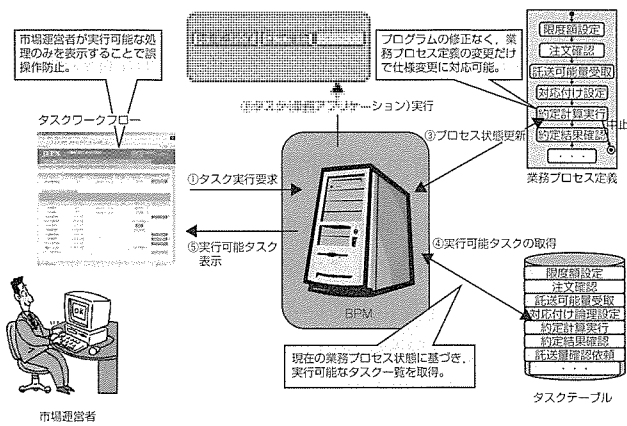 市場運営者が実行可能な処
理のみを表示することで誤
操作防止。
プログラムの修正なく，業
務プロセス定義の変更だけ
で仕様変更に対応可能。
限度額設定
注文確認
託送可能量受取
対応付け設定
約定計算実行
中止
約定結果確認
・・・
業務プロセス定義
タスクワークフロー
ーション)実行
③プロセス状態更新
①タスク実行要求
⑤実行可能タスク
表示
④実行可能タスクの取得
BPM
限度額設定
注文確認
託送可能量受取
対応付け論理設定
約定計算実行
約定結果確認
託送量確認依頼
・・・
タスクテーブル
現在の業務プロセス状態に基づき，
実行可能なタスク一覧を取得。
OK
市場運営者